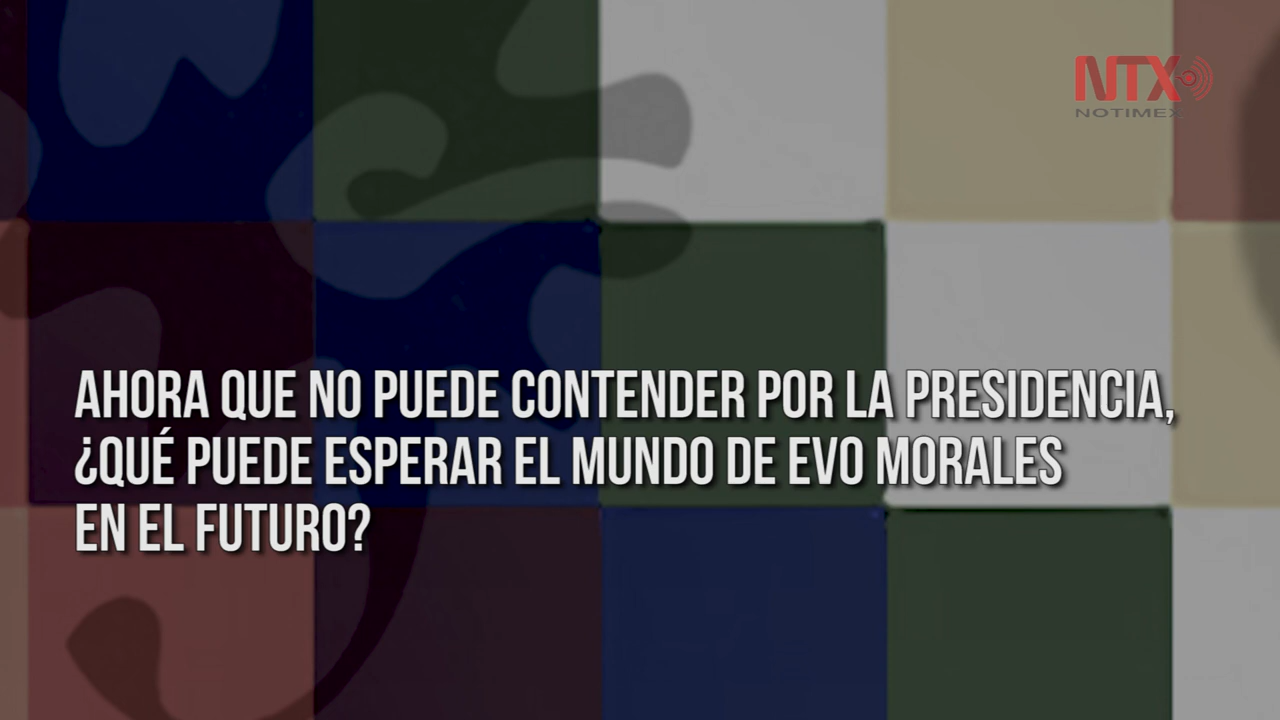 NTX
NOTIMEX
AHORA QUE NO PUEDE CONTENDER POR LA PRESIDENCIA,
¿QUÉ PUEDE ESPERAR EL MUNDO DE EVO MORALES
EN EL FUTURO?